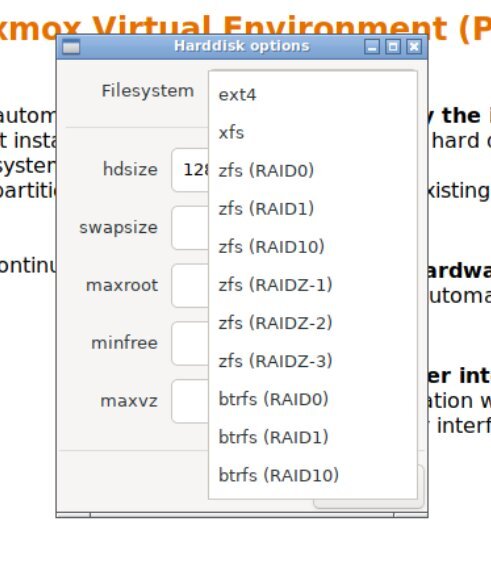 xmox Virtual Environment (P
Harddisk options
Filesystem
ext4
xfs
zfs (RAID0)
zfs (RAID1)
zfs (RAID10)
zfs (RAIDZ-1)
zfs (RAIDZ-2)
zfs (RAIDZ-3)
btrfs (RAID0)
btrfs (RAID1)
btrfs (RAID10)
hdsize 128
swapsize
maxroot
minfree
maxvz
autom
t insta
system
partiti
ontinu
y the i
hard d
xisting
ardwa
utoma
er int
ation w
interf